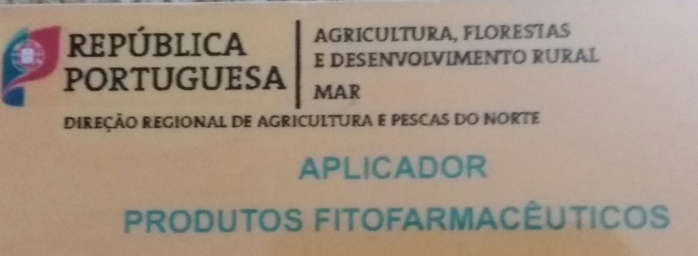 REPÚBLICA
PORTUGUESA
AGRICULTURA, FLORESTAS
E DESENVOLVIMENTO RURAL
MAR
DIREÇÃO REGIONAL DE AGRICULTURA E PESCAS DO NORTE
APLICADOR
PRODUTOS FITOFARMACÊUTICOS